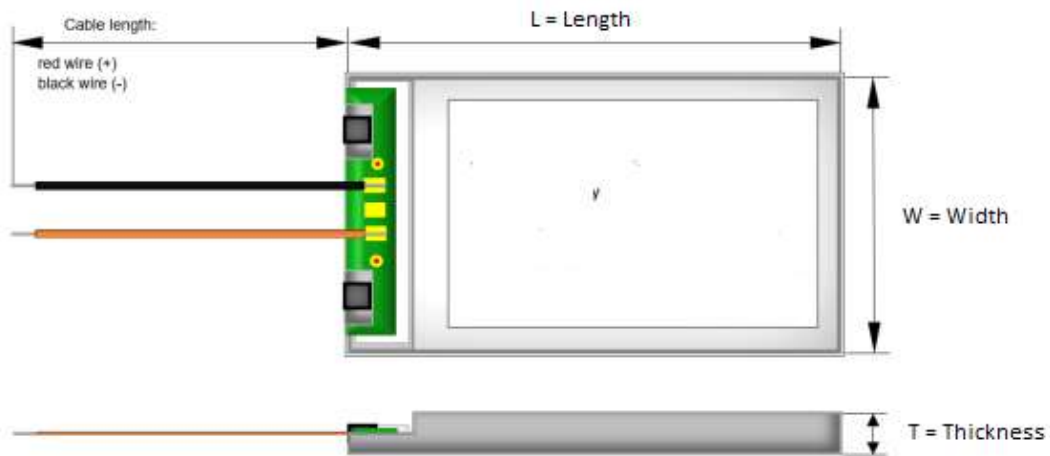 L = Length
Cable length:
red wire (+)
black wire (-)
y
W = Width
T = Thickness